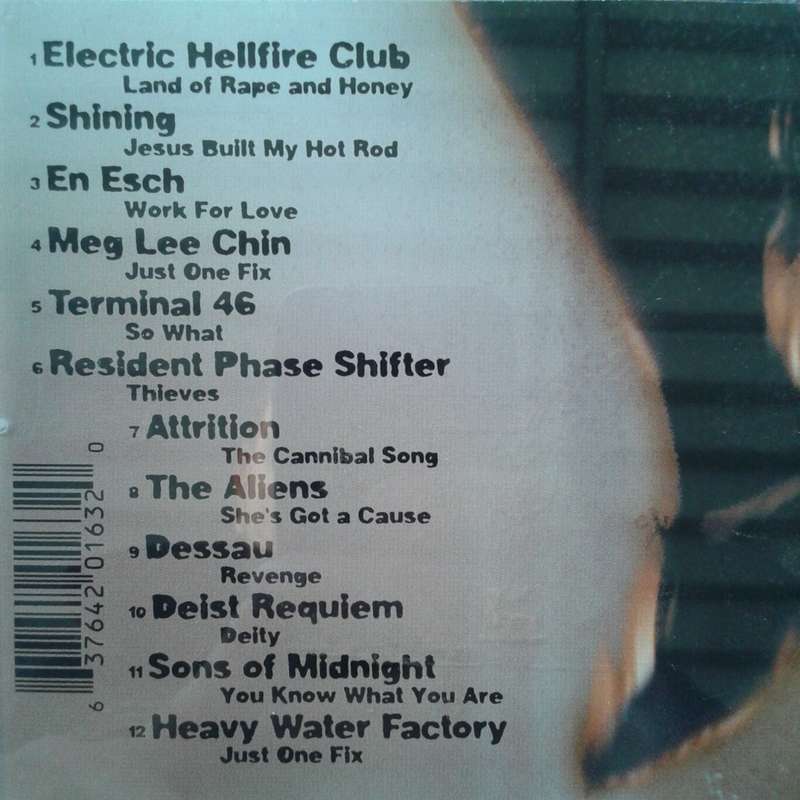 1 Electric Hellfire Club
Land of Rape and Honey
2 Shining
Jesus Built My Hot Rod
3 En Esch
Work For Love
4 Meg Lee Chin
Just One Fix
5 Terminal 46
So What
6 Resident Phase Shifter
Thieves
7 Attrition
The Cannibal Song
8 The Aliens
She's Got a Cause
9 Dessau
Revenge
10 Deist Requiem
Deity
11 Sons of Midnight
You Know What You Are
12 Heavy Water Factory
Just One Fix
6 37642 01632 0